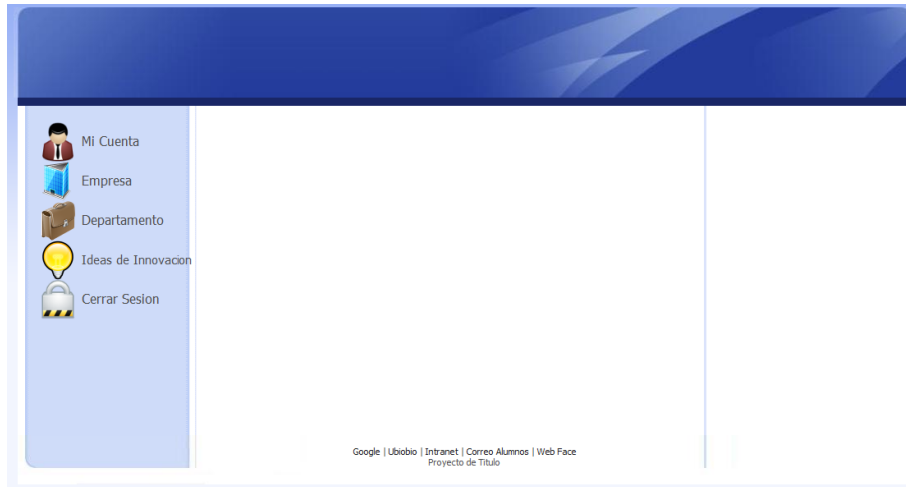 Mi Cuenta
Empresa
Departamento
Ideas de Innovacion
Cerrar Sesion
Google | Ubiobio | Intranet | Correo Alumnos | Web Face
Proyecto de Titulo